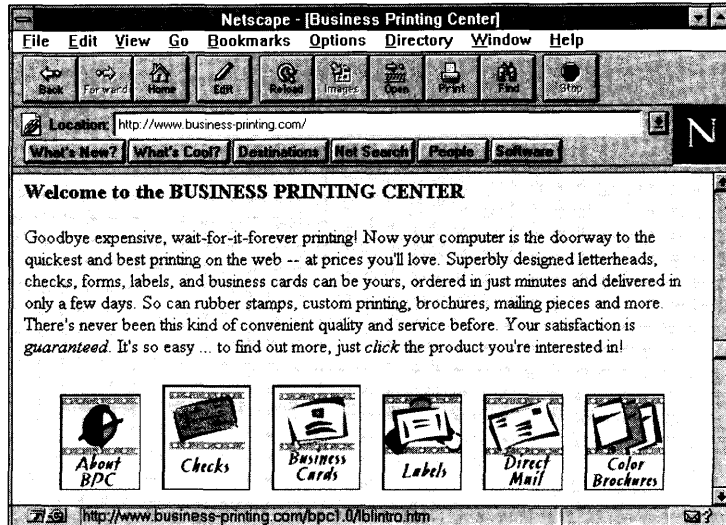 Netscape - [Business Printing Center]
File Edit View Go Bookmarks Options Directory Window Help
Back Forward Home Edit Reload Images Open Print Find Stop
Location: http://www.business-printing.com/
N
What's New? What's Cool? Destinations Net Search People Software
Welcome to the BUSINESS PRINTING CENTER
Goodbye expensive, wait-for-it-forever printing! Now your computer is the doorway to the
quickest and best printing on the web -- at prices you'll love. Superbly designed letterheads,
checks, forms, labels, and business cards can be yours, ordered in just minutes and delivered in
only a few days. So can rubber stamps, custom printing, brochures, mailing pieces and more.
There's never been this kind of convenient quality and service before. Your satisfaction is
guaranteed. It's so easy ... to find out more, just click the product you're interested in!
About
BPC
Checks
Business
Cards
Labels
Direct
Mail
Color
Brochures
http://www.business-printing.com/bpc1.0/lblintro.htm
?